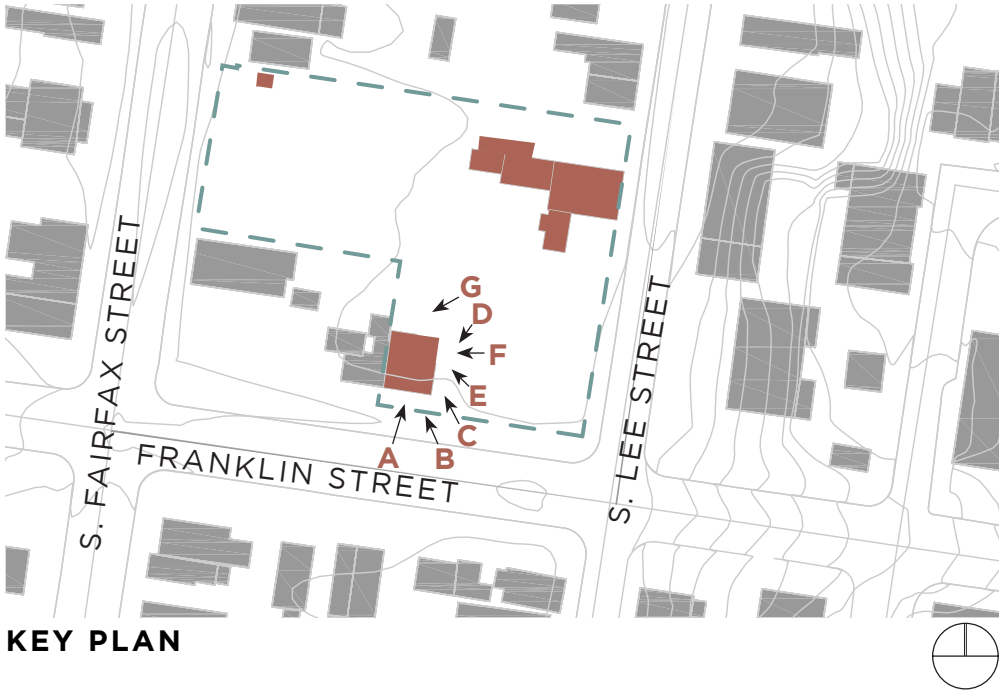 G
D
F
E
C
A
B
S. FAIRFAX STREET
S. LEE STREET
FRANKLIN STREET
KEY PLAN